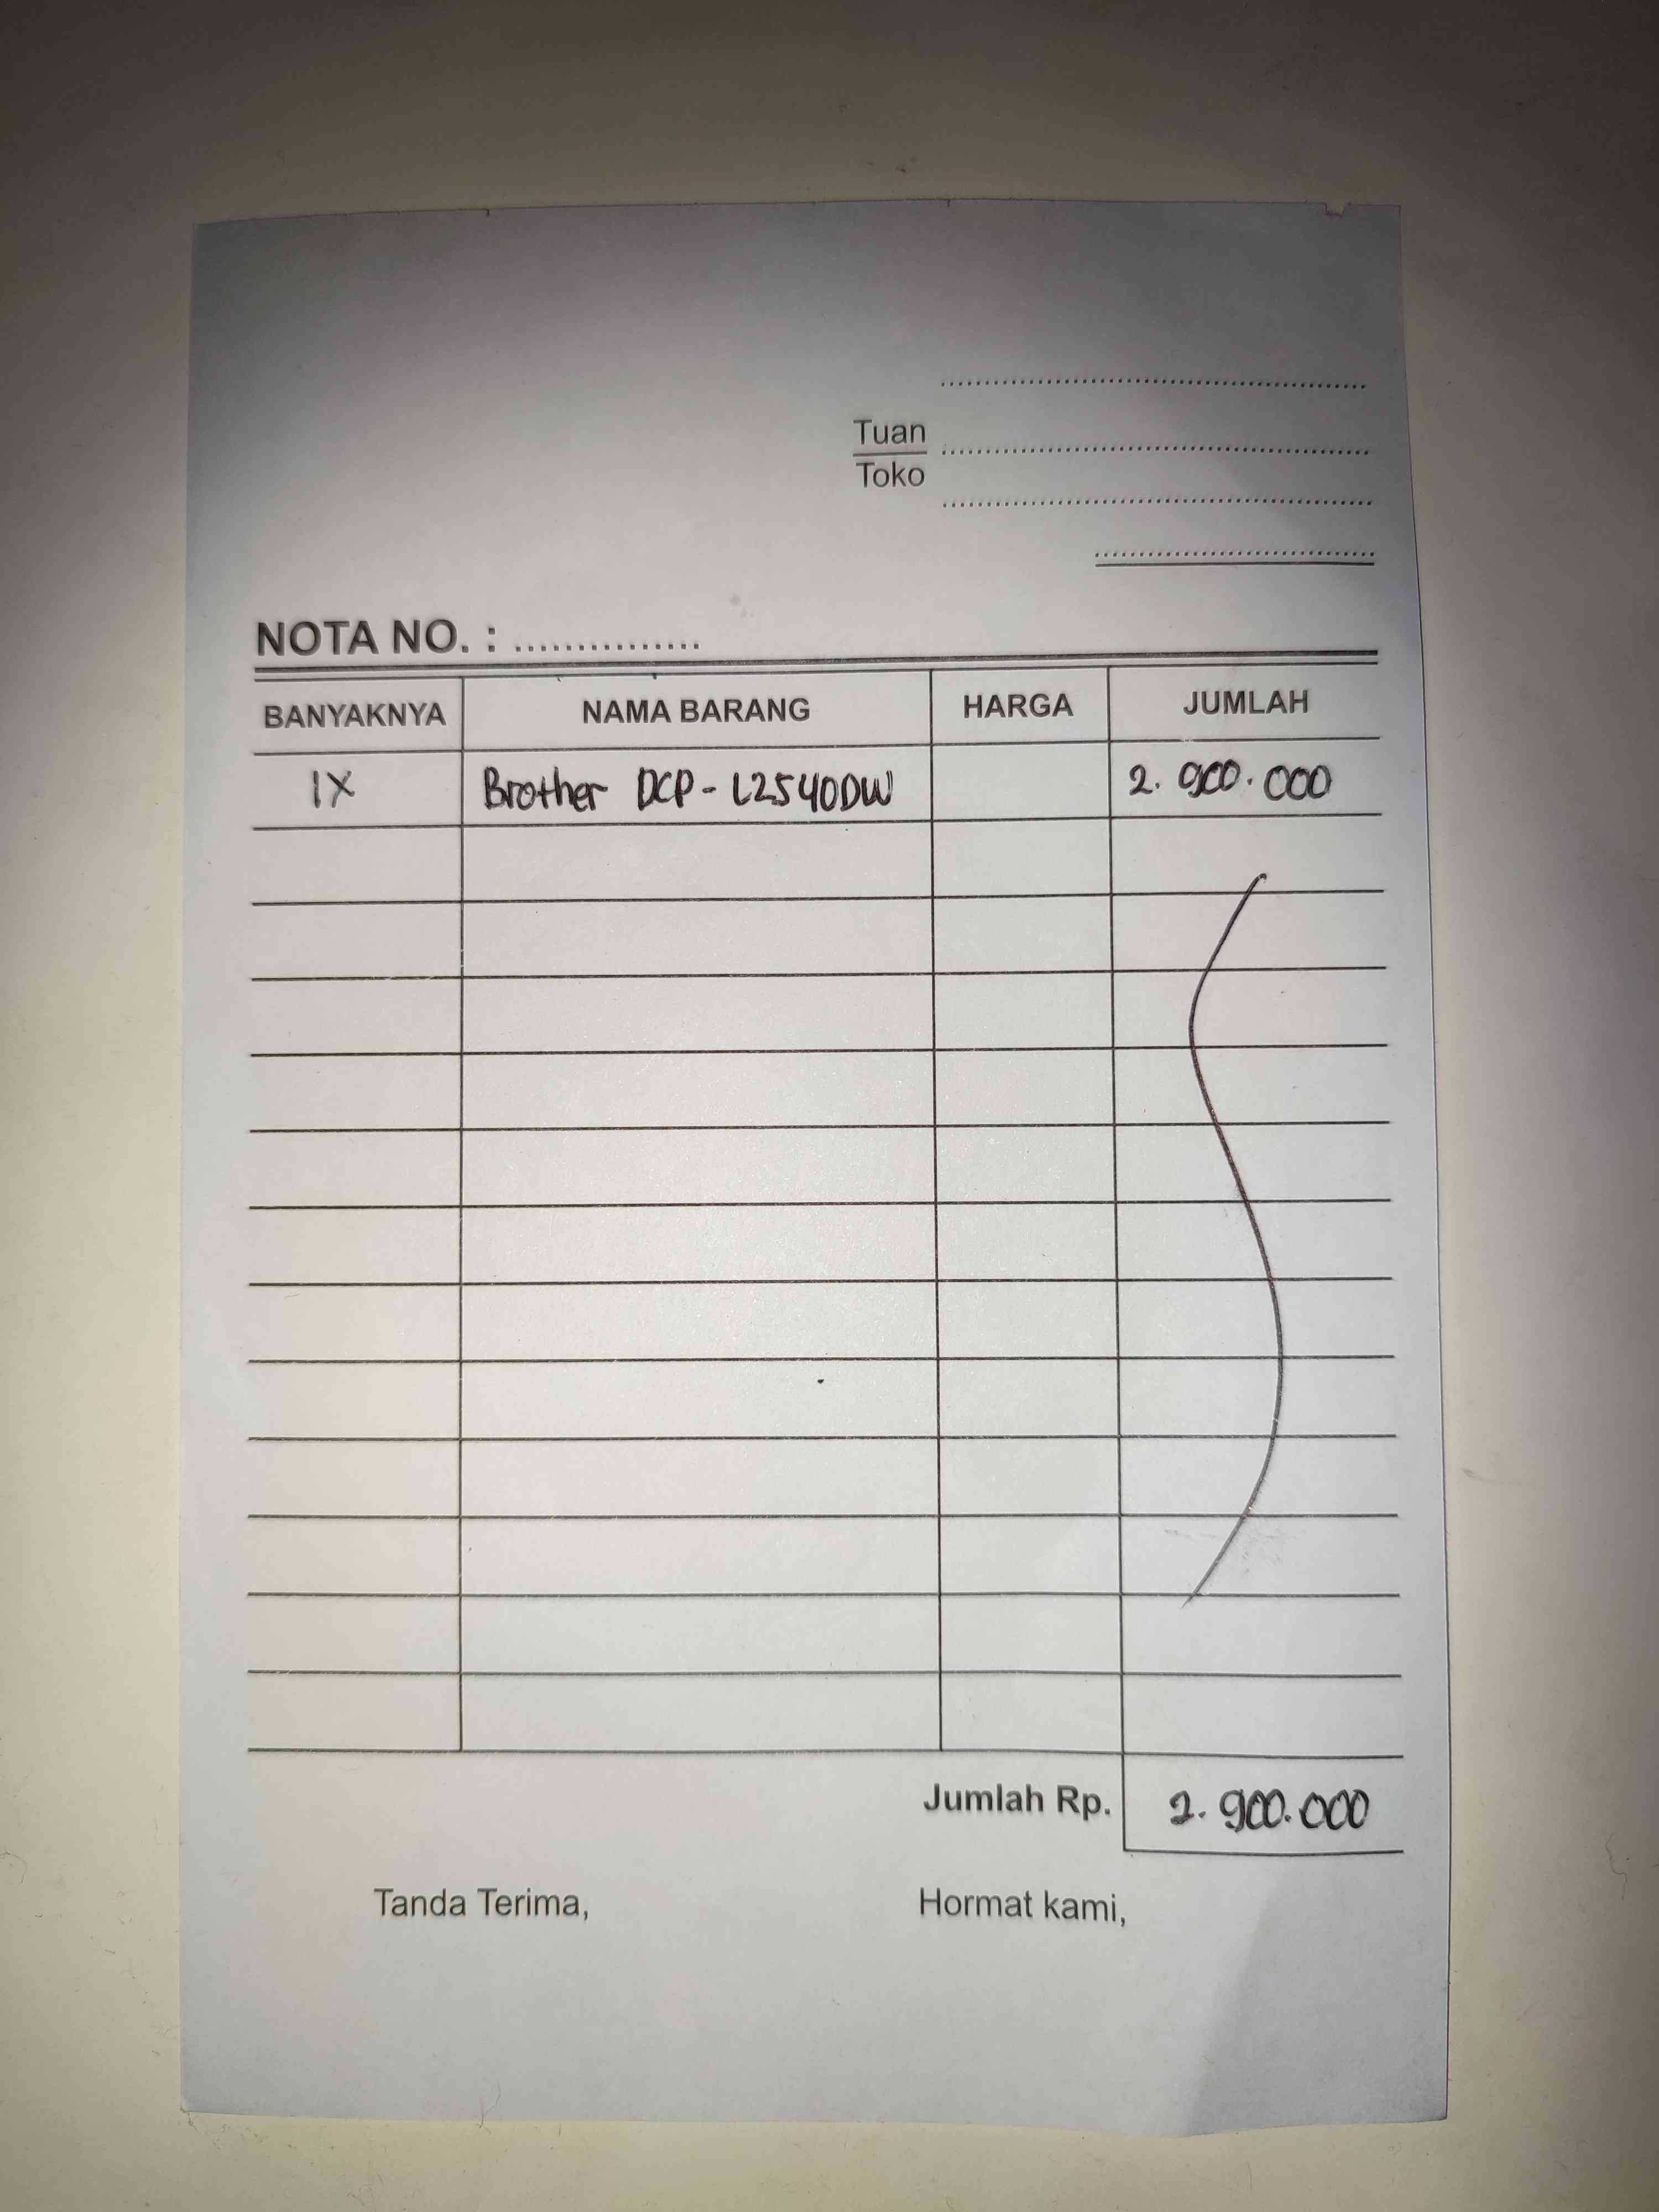 Tuan
Toko
NOTA NO. : ...............
BANYAKNYA NAMA BARANG HARGA JUMLAH
1X Brother DCP-L2540DW 2.900.000
Jumlah Rp. 2.900.000
Tanda Terima, Hormat kami,